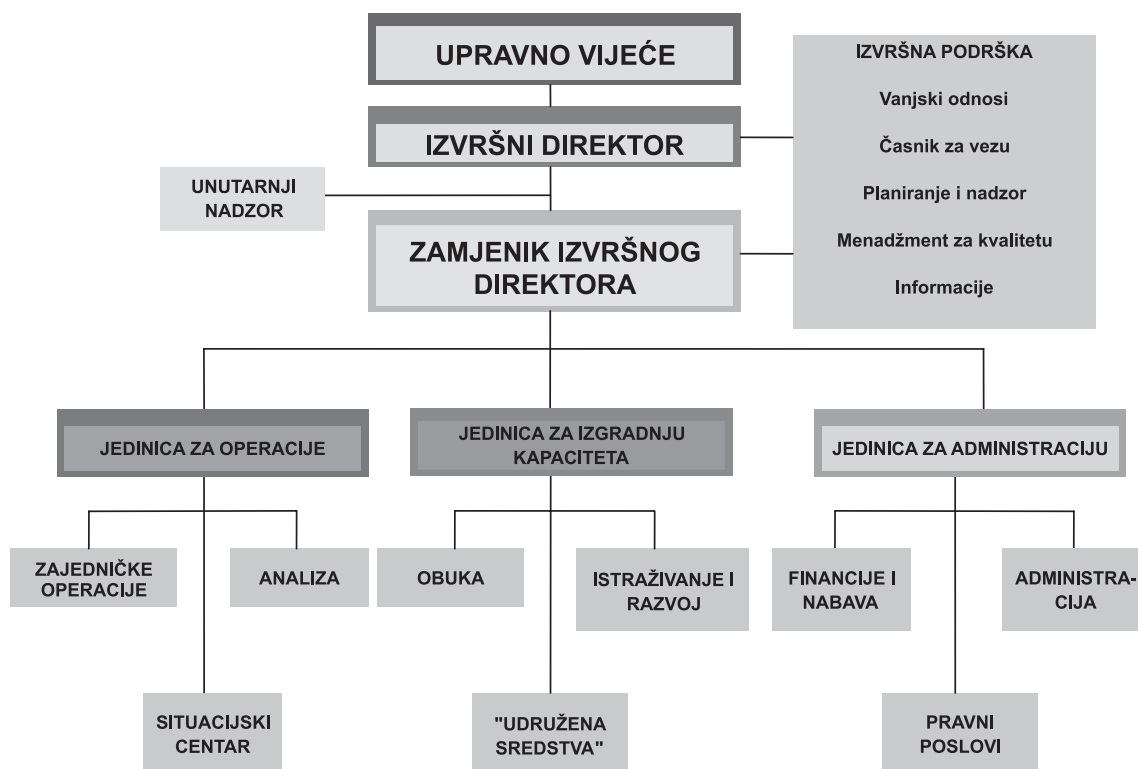 UPRAVNO VIJEĆE
IZVRŠNI DIREKTOR
IZVRŠNA PODRŠKA
Vanjski odnosi
Časnik za vezu
Planiranje i nadzor
Menadžment za kvalitetu
Informacije
UNUTARNJI
NADZOR
ZAMJENIK IZVRŠNOG
DIREKTORA
JEDINICA ZA OPERACIJE
JEDINICA ZA IZGRADNJU
KAPACITETA
JEDINICA ZA ADMINISTRACIJU
ZAJEDNIČKE
OPERACIJE
ANALIZA
OBUKA
ISTRAŽIVANJE I
RAZVOJ
FINANCIJE I
NABAVA
ADMINISTRA-
CIJA
SITUACIJSKI
CENTAR
"UDRUŽENA
SREDSTVA"
PRAVNI
POSLOVI